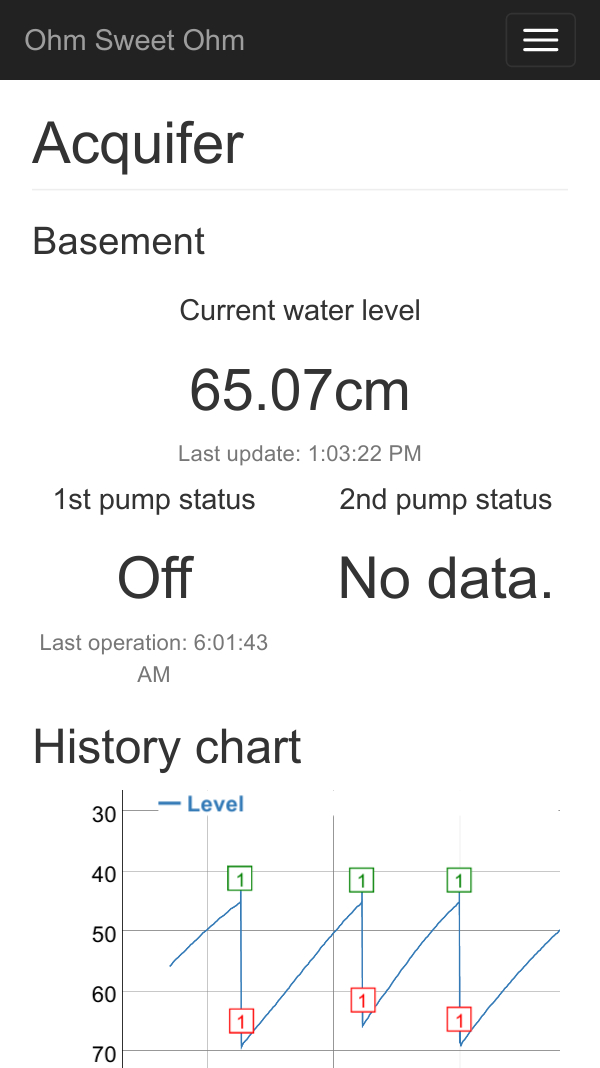 Ohm Sweet Ohm
Acquifer
Basement
Current water level
65.07cm
Last update: 1:03:22 PM
1st pump status
2nd pump status
Off
No data.
Last operation: 6:01:43
AM
History chart
Level
30
40
50
60
70
1
1
1
1
1
1